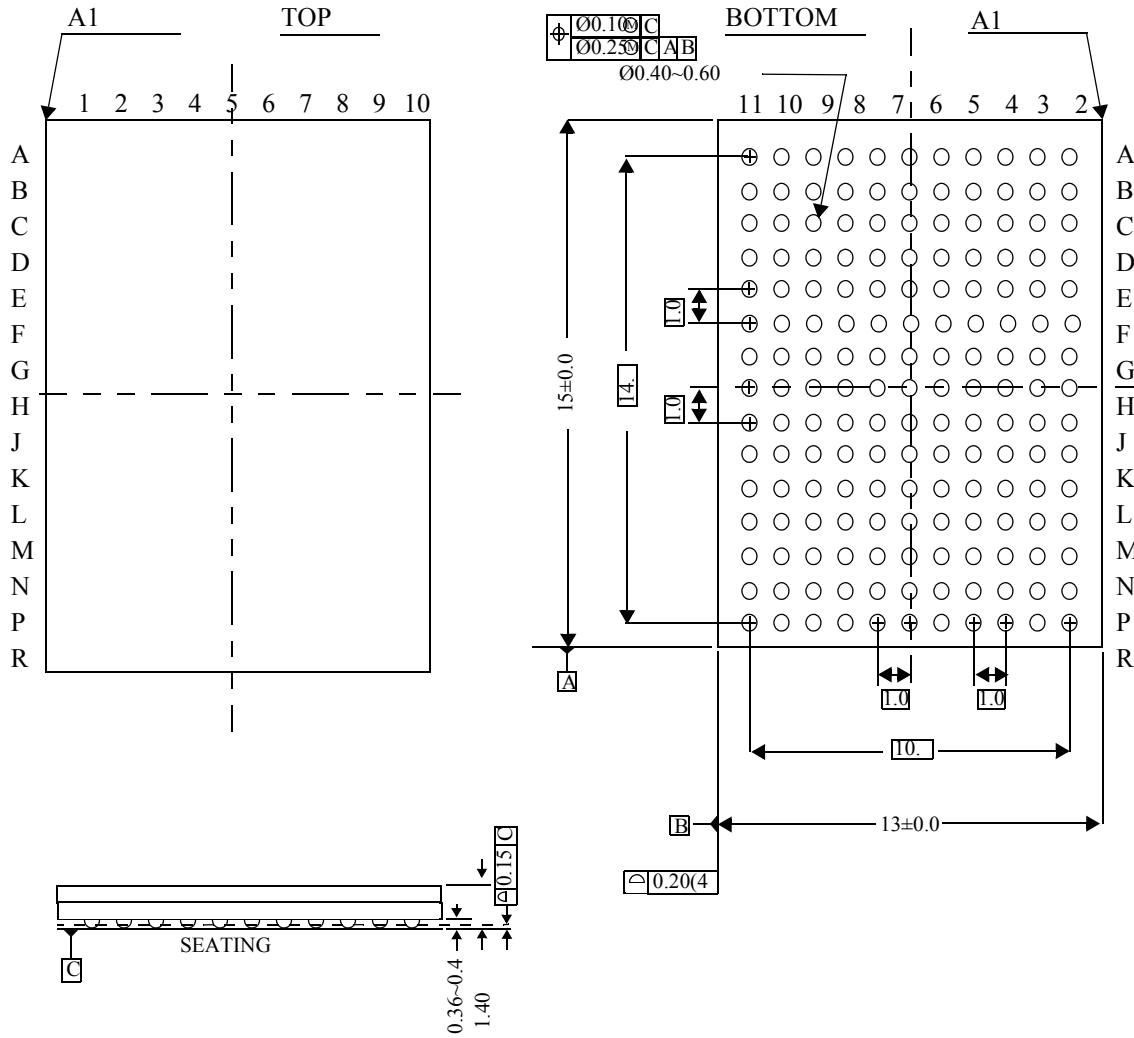 A1
TOP
Ø0.10Ⓜ C
Ø0.25Ⓜ C A B
BOTTOM
A1
Ø0.40~0.60
1 2 3 4 5 6 7 8 9 10
11 10 9 8 7 6 5 4 3 2
A
B
C
D
E
F
G
H
J
K
L
M
N
P
R
15±0.0
14.
1.0
1.0
A
B
C
D
E
F
G
H
J
K
L
M
N
P
R
A
1.0
1.0
10.
B
13±0.0
0.20(4
0.15 C
SEATING
C
0.36~0.4
1.40